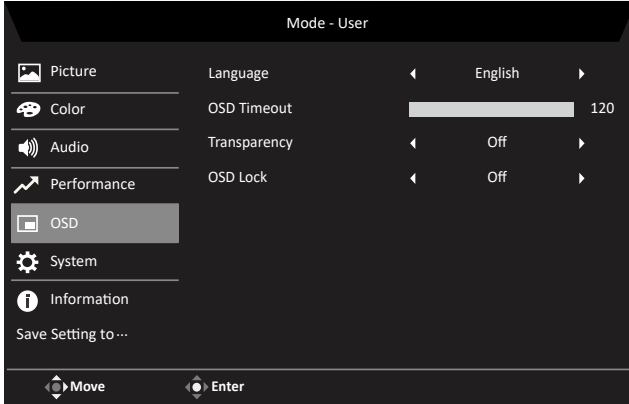 Mode - User
Picture
Color
Audio
Performance
OSD
System
Information
Save Setting to ···
Language English
OSD Timeout 120
Transparency Off
OSD Lock Off
Move Enter